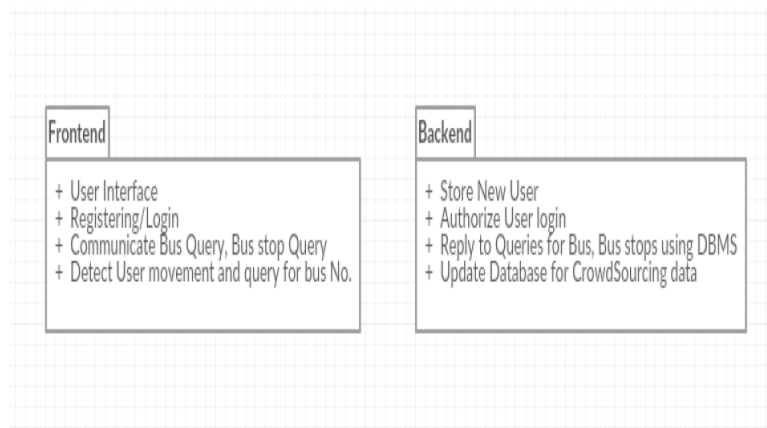 Frontend
+ User Interface
+ Registering/Login
+ Communicate Bus Query, Bus stop Query
+ Detect User movement and query for bus No.
Backend
+ Store New User
+ Authorize User login
+ Reply to Queries for Bus, Bus stops using DBMS
+ Update Database for CrowdSourcing data